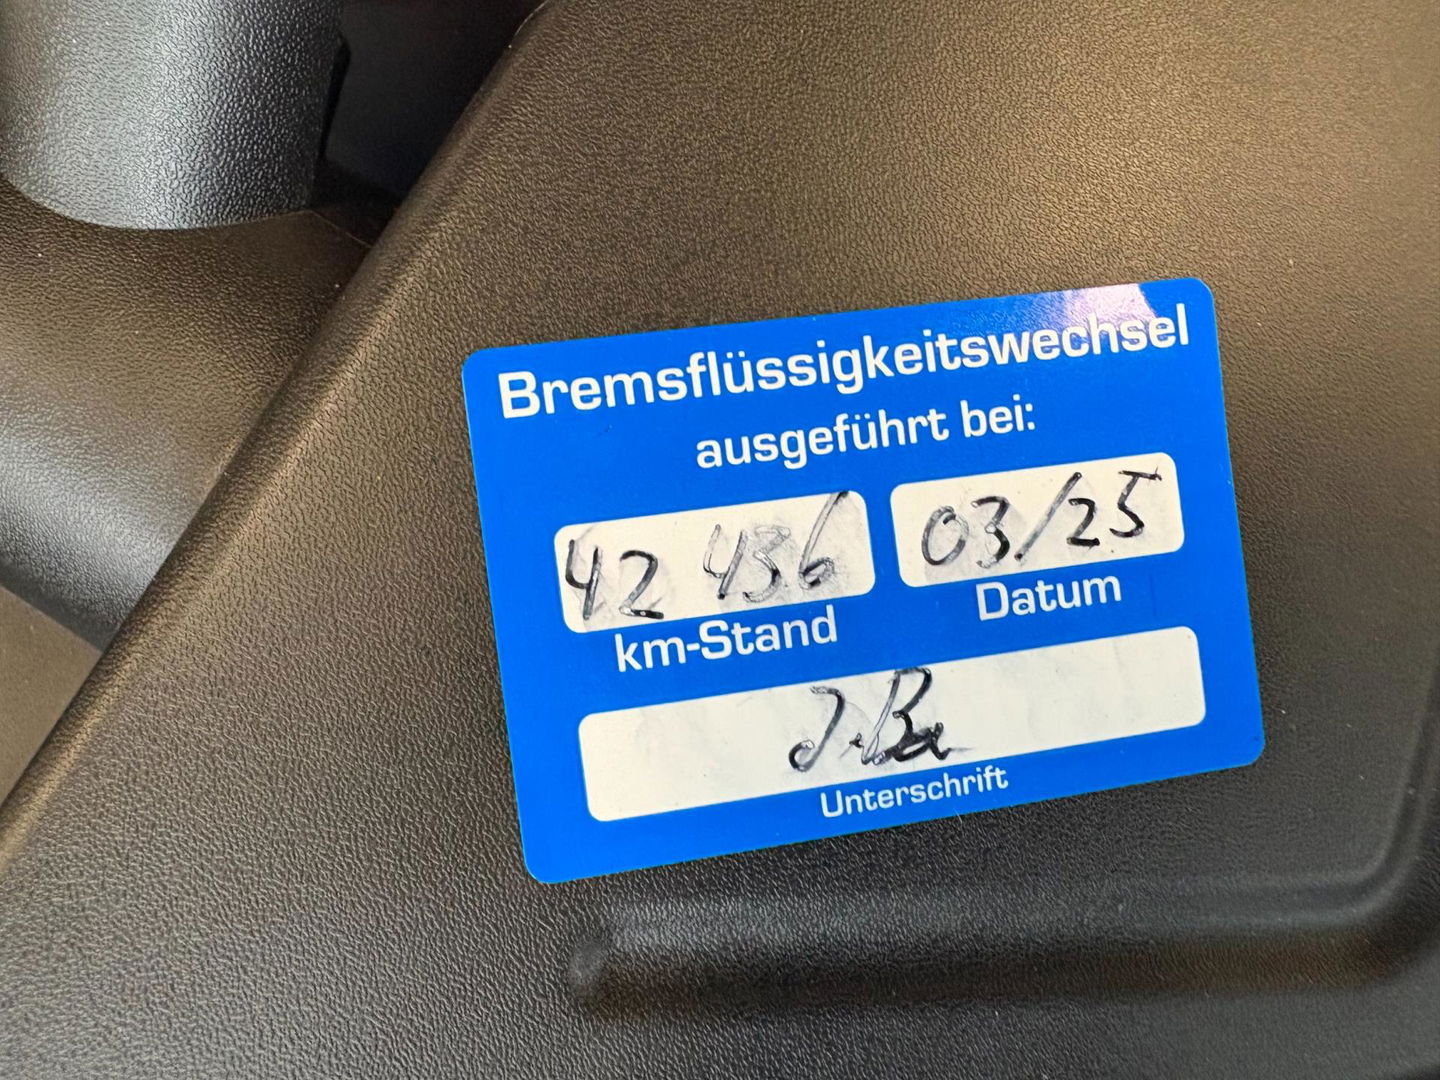 Bremsflüssigkeitswechsel
ausgeführt bei:
42 436 03/25
km-Stand Datum
Unterschrift